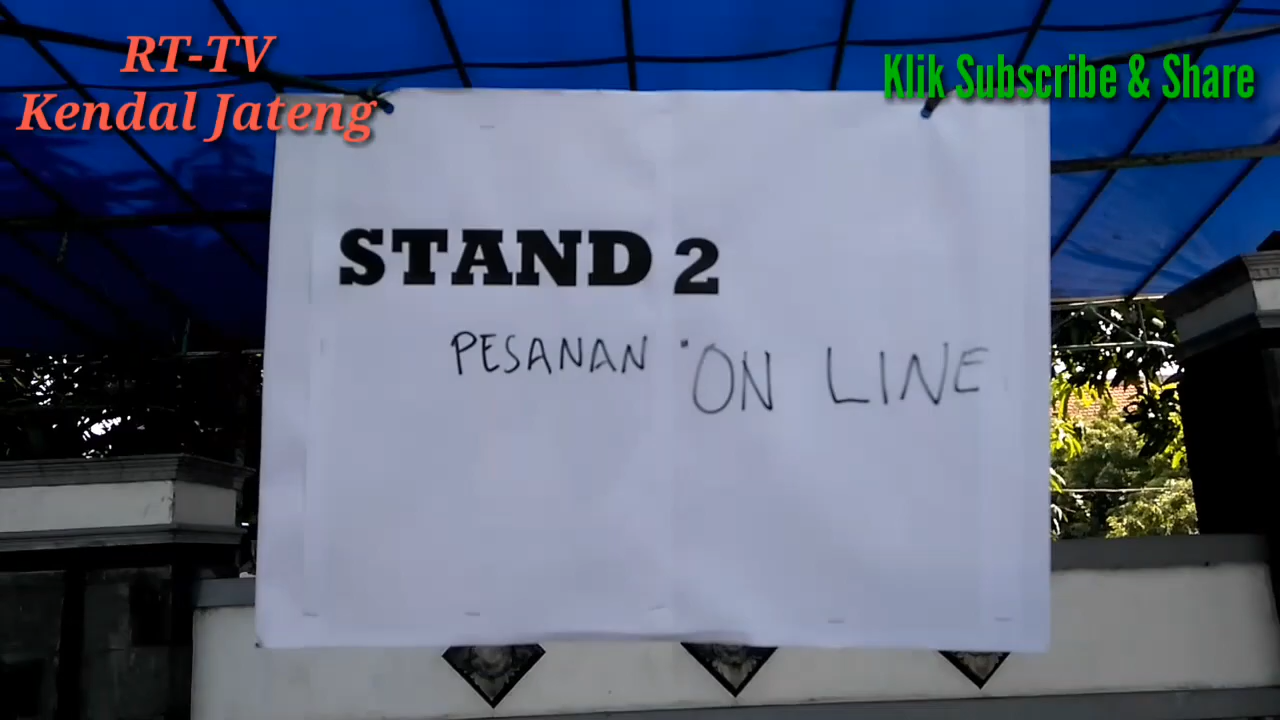 RT-TV
Kendal Jateng
Klik Subscribe & Share
STAND 2
PESANAN ON LINE